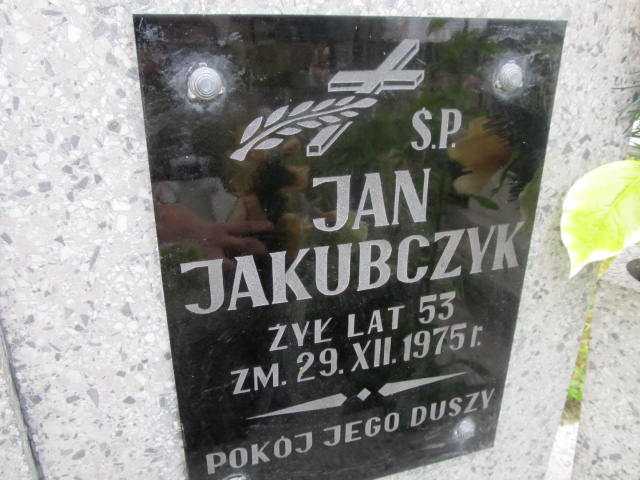 Ś.P.
JAN
JAKUBCZYK
ŻYŁ LAT 53
ZM. 29. XII. 1975 r.
POKÓJ JEGO DUSZY